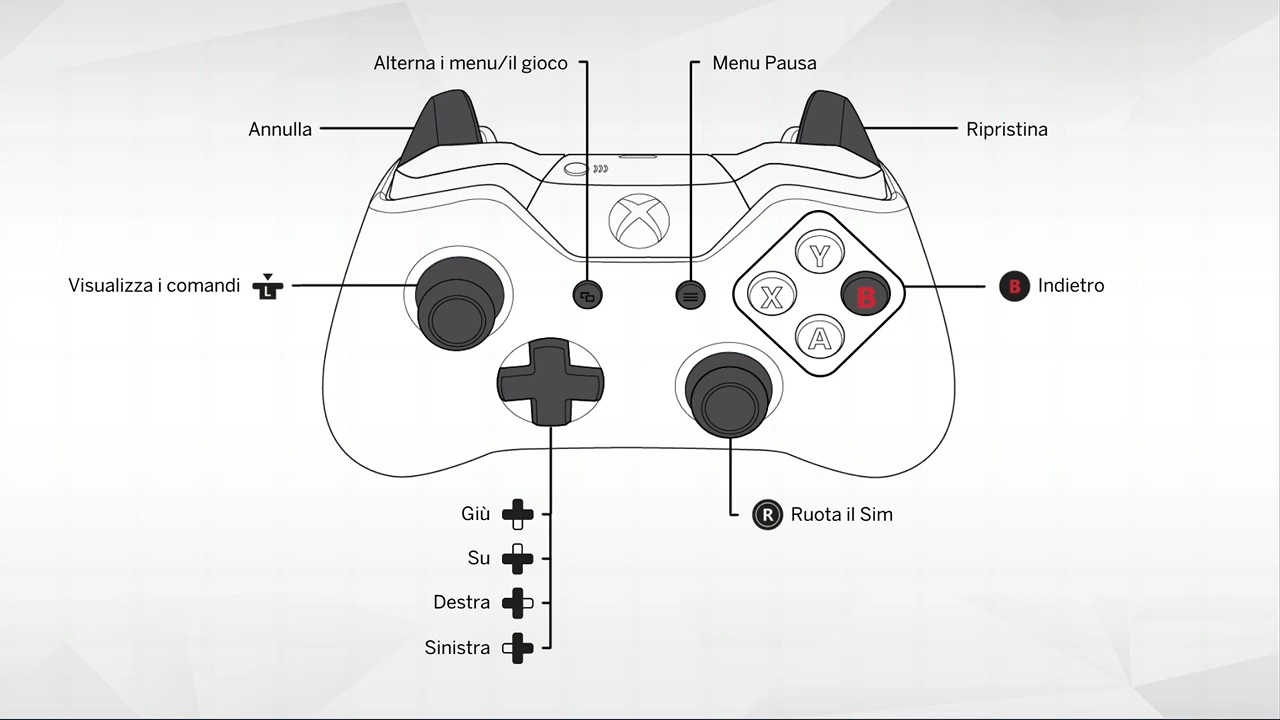 Alterna i menu/il gioco
Menu Pausa
Annulla
Ripristina
Visualizza i comandi
L
Y
X
B
A
B Indietro
Giù
R Ruota il Sim
Su
Destra
Sinistra